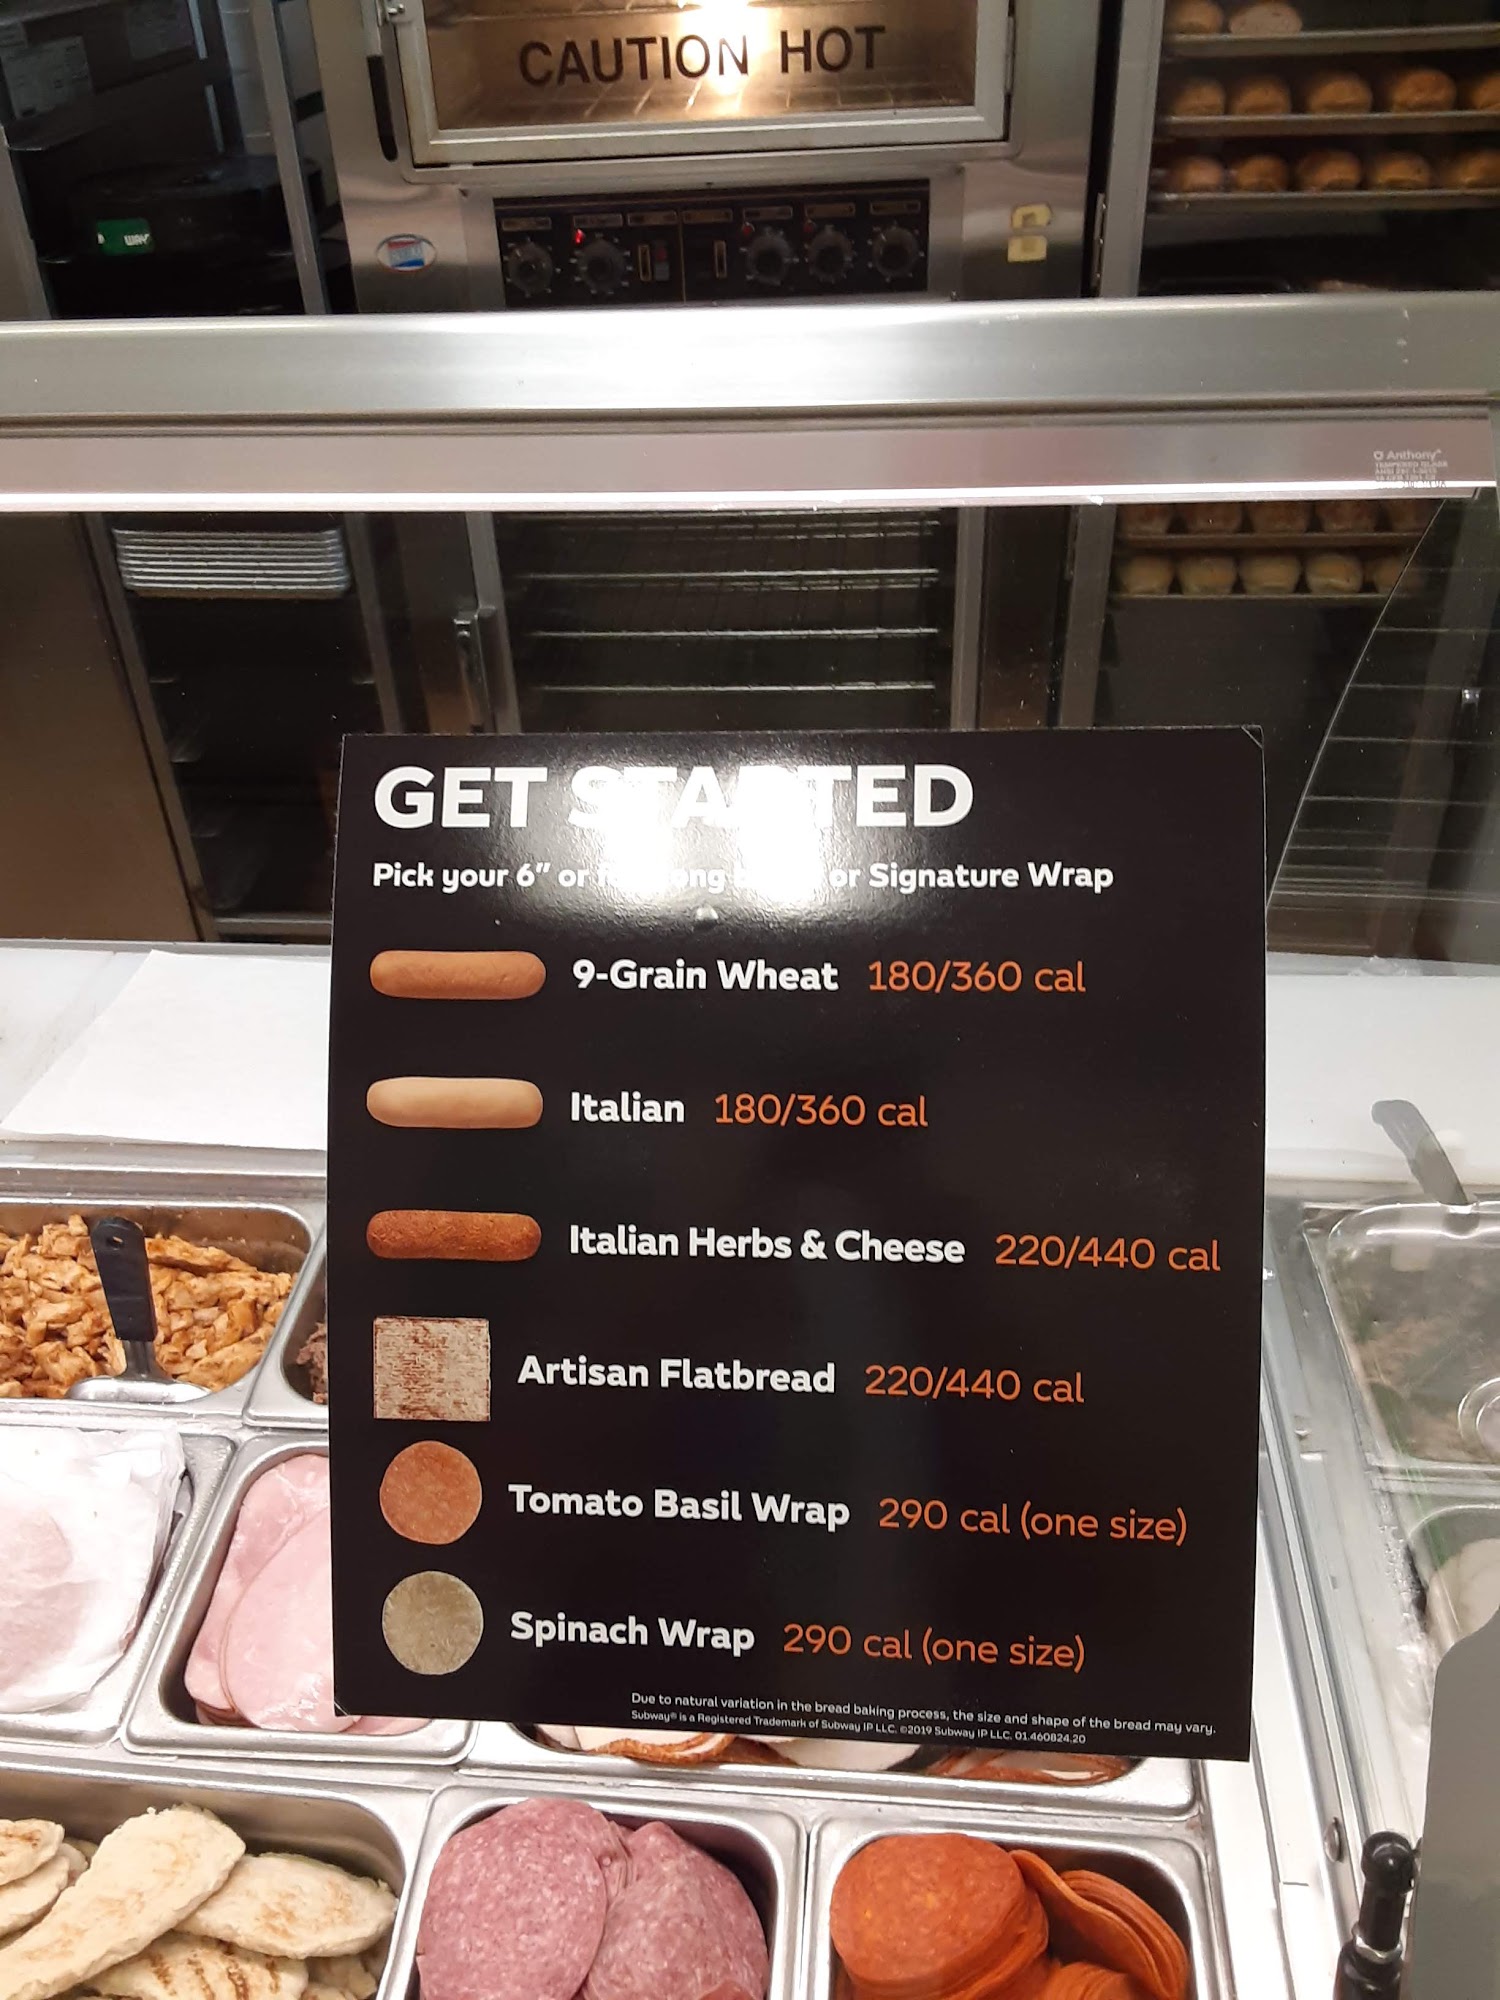 CAUTION HOT
WAY
Anthony®
GET STARTED
Pick your 6" or footlong or Signature Wrap
9-Grain Wheat 180/360 cal
Italian 180/360 cal
Italian Herbs & Cheese 220/440 cal
Artisan Flatbread 220/440 cal
Tomato Basil Wrap 290 cal (one size)
Spinach Wrap 290 cal (one size)
Due to natural variation in the bread baking process, the size and shape of the bread may vary.
Subway® is a Registered Trademark of Subway IP LLC. ©2019 Subway IP LLC. 01.460824.20